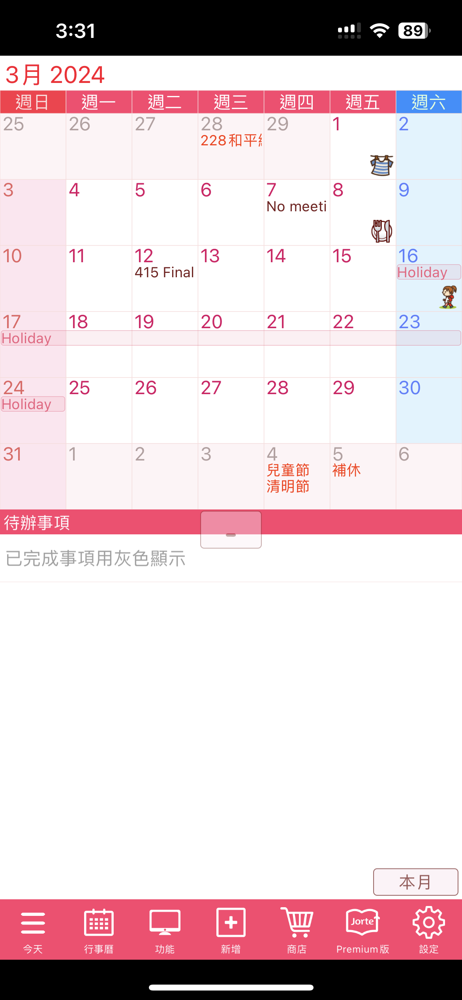 3:31
89
3月 2024
週日 週一 週二 週三 週四 週五 週六
25 26 27 28 29 1 2
228和平
3 4 5 6 7 8 9
No meeti
10 11 12 13 14 15 16
415 Final Holiday
17 18 19 20 21 22 23
Holiday
24 25 26 27 28 29 30
Holiday
31 1 2 3 4 5 6
兒童節 補休
清明節
待辦事項
已完成事項用灰色顯示
本月
Jorte
今天 行事曆 功能 新增 商店 Premium版 設定